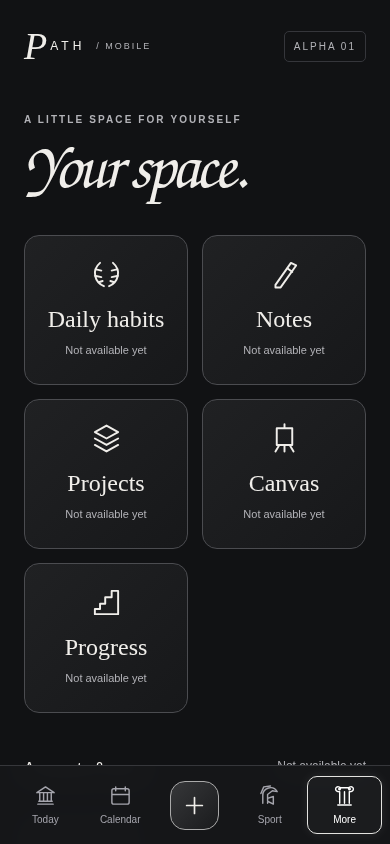 PATH / MOBILE
ALPHA 01
A LITTLE SPACE FOR YOURSELF
Your space.
Daily habits
Not available yet
Notes
Not available yet
Projects
Not available yet
Canvas
Not available yet
Progress
Not available yet
Not available yet
Today
Calendar
Sport
More